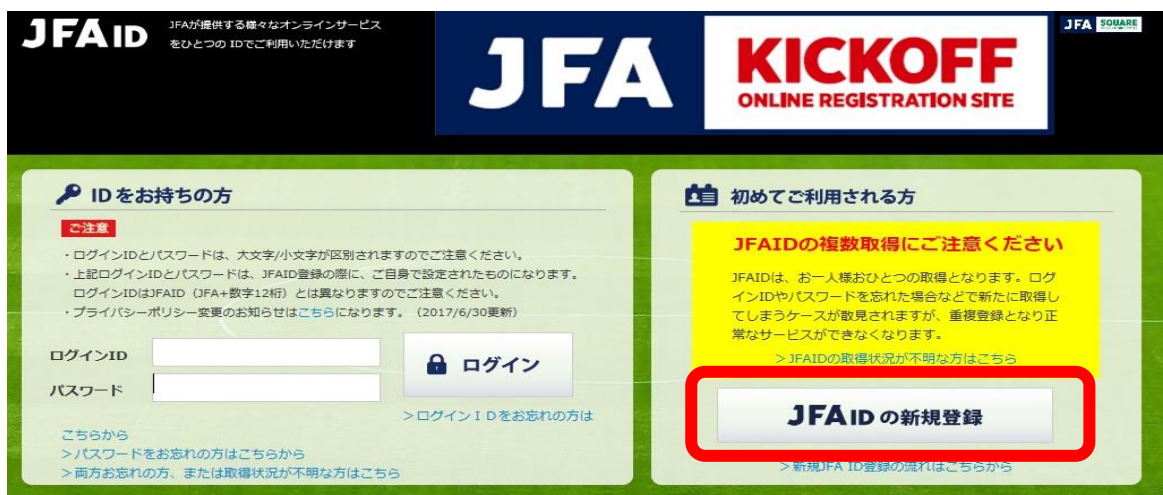 JFA ID
JFAが提供する様々なオンラインサービス
をひとつの IDでご利用いただけます
JFA
KICKOFF
ONLINE REGISTRATION SITE
JFA SQUARE
IDをお持ちの方
ご注意
・ログインIDとパスワードは、大文字/小文字が区別されますのでご注意ください。
・上記ログインIDとパスワードは、JFAID登録の際に、ご自身で設定されたものになります。
ログインIDはJFAID（JFA+数字12桁）とは異なりますのでご注意ください。
・プライバシーポリシー変更のお知らせはこちらになります。（2017/6/30更新）
ログインID
パスワード
ログイン
>ログインＩＤをお忘れの方は
こちらから
>パスワードをお忘れの方はこちらから
>両方お忘れの方、または取得状況が不明な方はこちら
初めてご利用される方
JFAIDの複数取得にご注意ください
JFAIDは、お一人様おひとつの取得となります。ログ
インIDやパスワードを忘れた場合などで新たに取得し
てしまうケースが散見されますが、重複登録となり正
常なサービスができなくなります。
>JFAIDの取得状況が不明な方はこちら
JFA ID の新規登録
>新規JFA ID登録の流れはこちらから